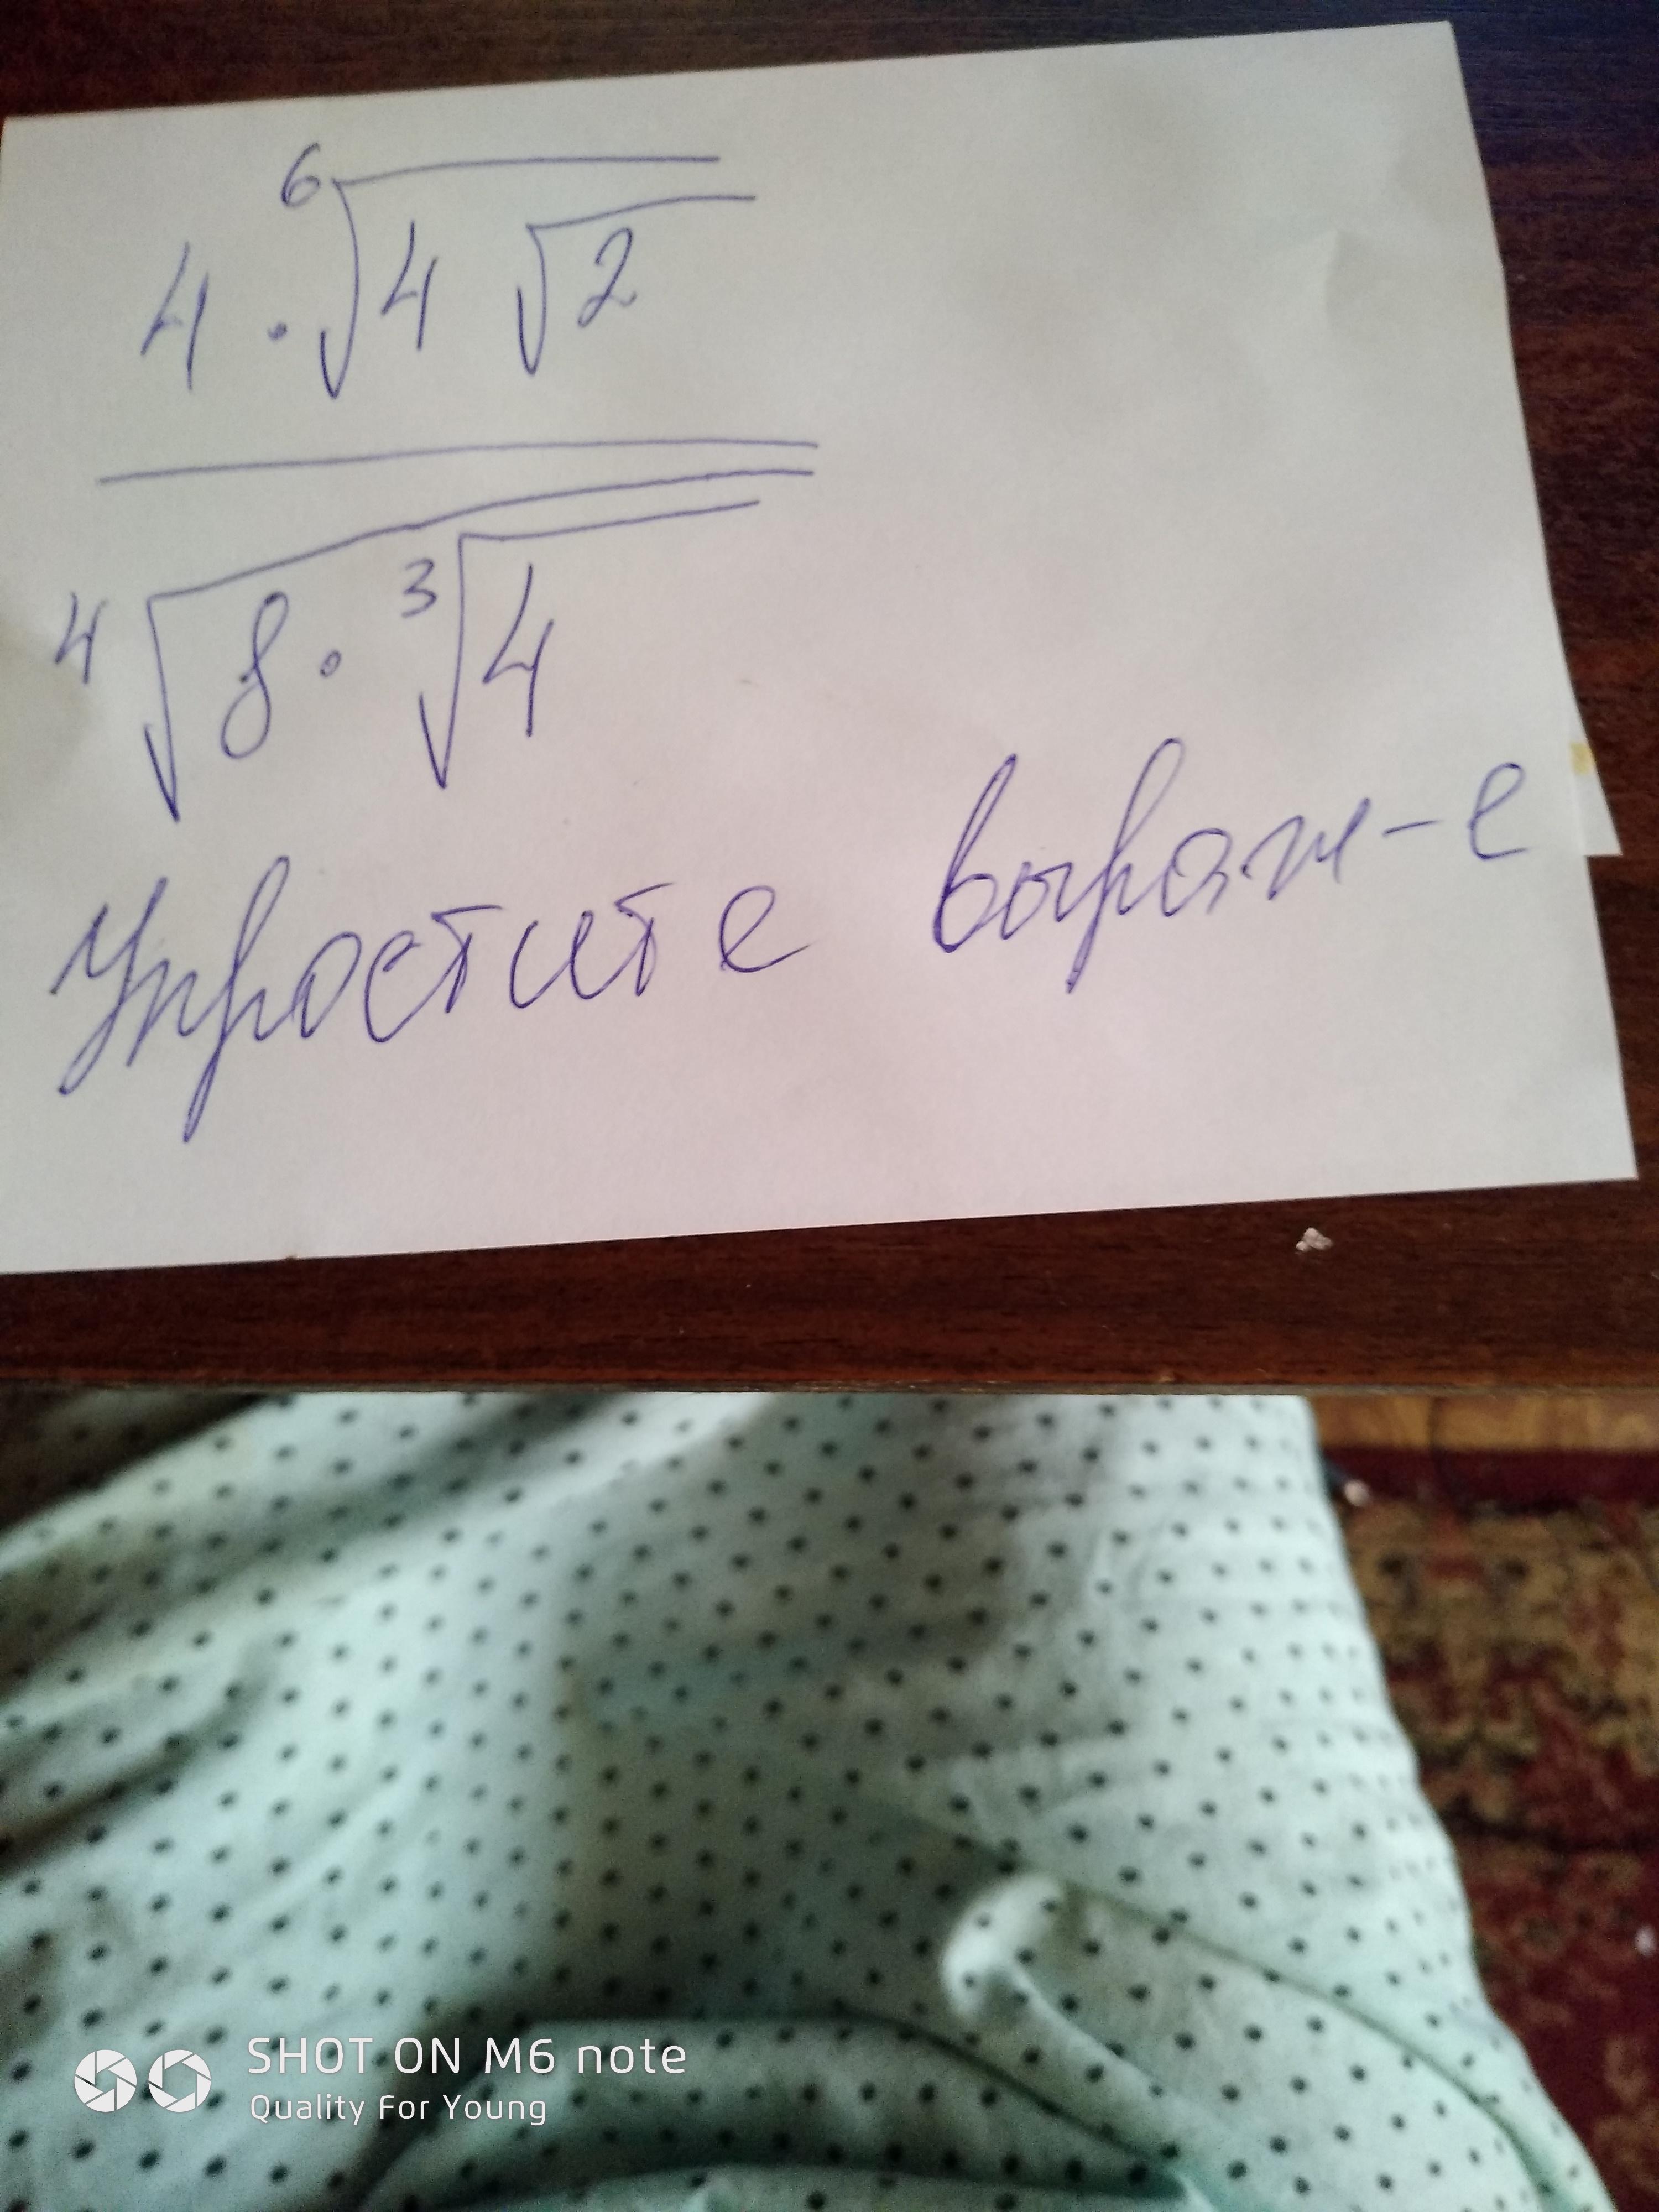 4 · ⁶√(4 √2)
⁴√(8 · ³√4)
Упростите выраж-е
SHOT ON M6 note
Quality For Young